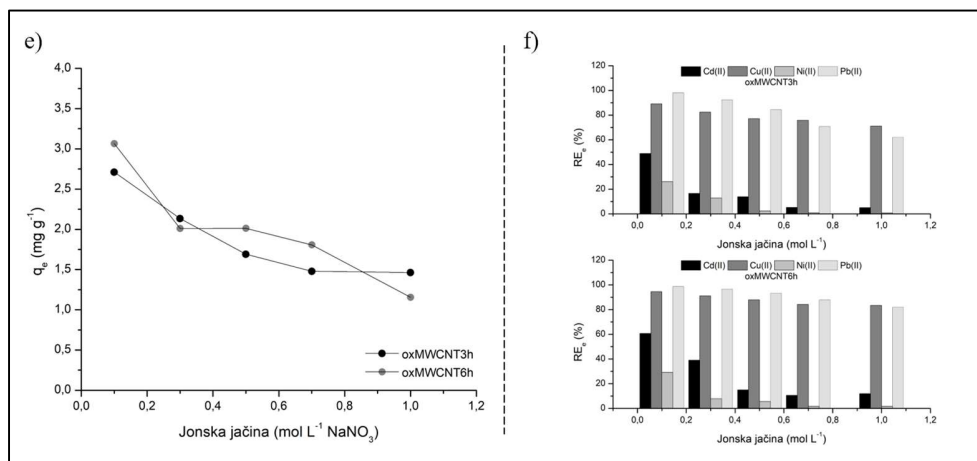 e)
4,0
3,5
3,0
2,5
2,0
1,5
1,0
0,5
0,0
qe (mg g-1)
oxMWCNT3h
oxMWCNT6h
0,0 0,2 0,4 0,6 0,8 1,0 1,2
Jonska jačina (mol L-1 NaNO3)
f)
Cd(II) Cu(II) Ni(II) Pb(II)
oxMWCNT3h
120
100
80
60
40
20
0
REe (%)
0,0 0,2 0,4 0,6 0,8 1,0 1,2
Jonska jačina (mol L-1)
Cd(II) Cu(II) Ni(II) Pb(II)
oxMWCNT6h
120
100
80
60
40
20
0
REe (%)
0,0 0,2 0,4 0,6 0,8 1,0 1,2
Jonska jačina (mol L-1)